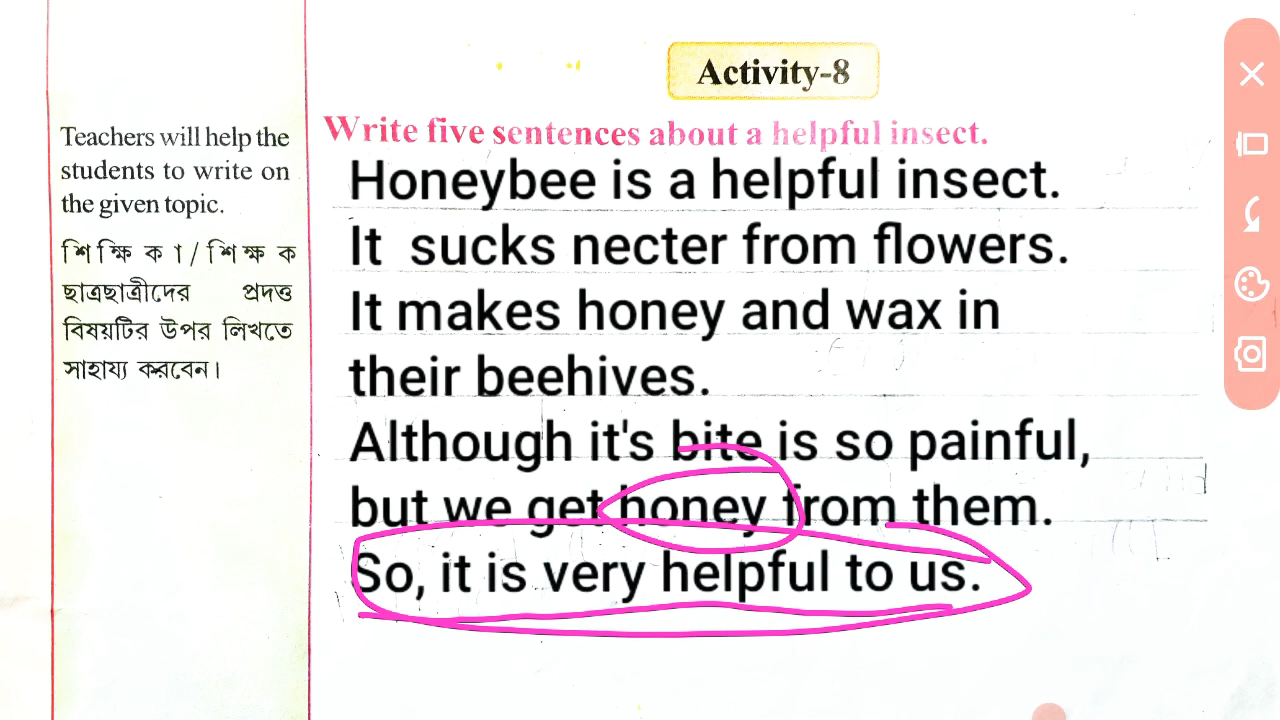 Activity-8
Teachers will help the
students to write on
the given topic.
শিক্ষিকা/শিক্ষক
ছাত্রছাত্রীদের প্রদত্ত
বিষয়টির উপর লিখতে
সাহায্য করবেন।
Write five sentences about a helpful insect.
Honeybee is a helpful insect.
It sucks necter from flowers.
It makes honey and wax in
their beehives.
Although it's bite is so painful,
but we get honey from them.
So, it is very helpful to us.